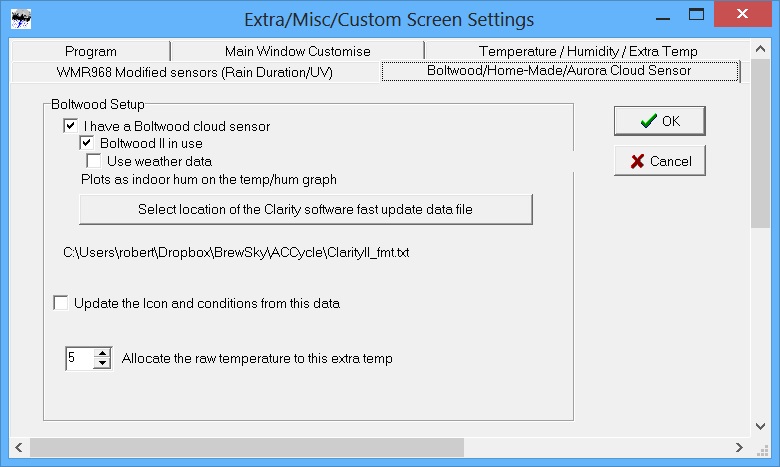 Extra/Misc/Custom Screen Settings
Program
Main Window Customise
Temperature / Humidity / Extra Temp
WMR968 Modified sensors (Rain Duration/UV)
Boltwood/Home-Made/Aurora Cloud Sensor
Boltwood Setup
I have a Boltwood cloud sensor
OK
Boltwood II in use
Use weather data
Cancel
Plots as indoor hum on the temp/hum graph
Select location of the Clarity software fast update data file
C:\Users\robert\Dropbox\BrewSky\ACCycle\ClarityII_fmt.txt
Update the Icon and conditions from this data
5 Allocate the raw temperature to this extra temp